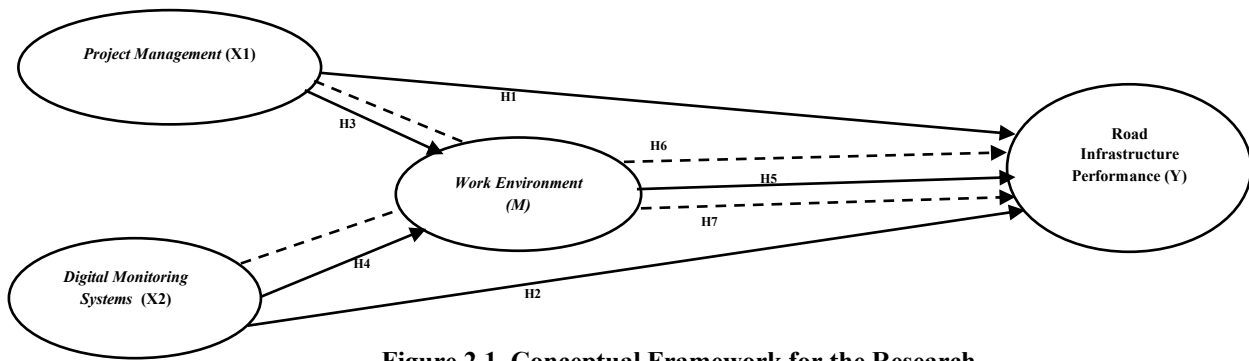 Project Management (X1)
H1
H3
H6
Road
Infrastructure
Performance (Y)
Work Environment
(M)
H5
H7
Digital Monitoring
Systems (X2)
H4
H2
Figure 2.1. Conceptual Framework for the Research